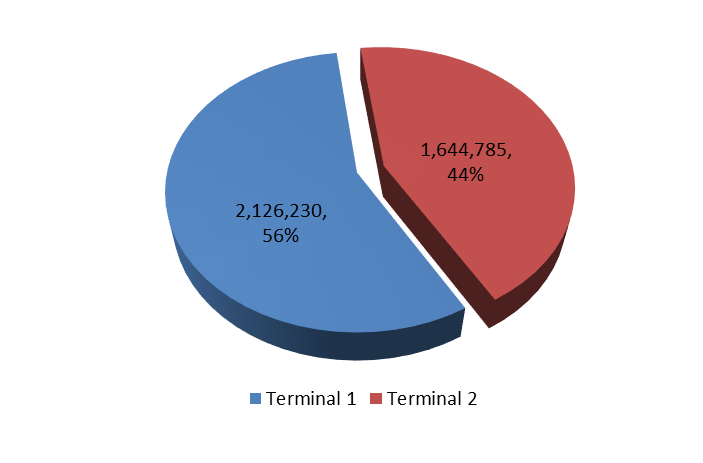 1,644,785,
44%
2,126,230,
56%
Terminal 1
Terminal 2